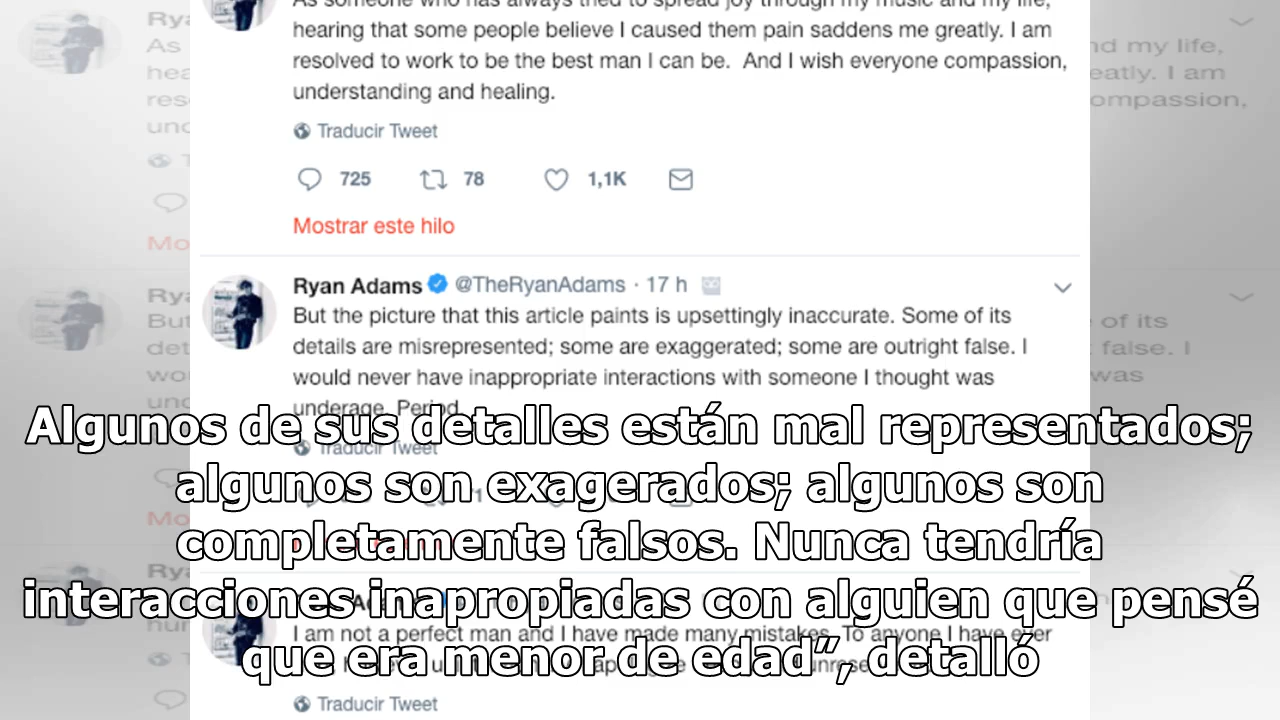 As someone who has always tried to spread joy through my music and my life,
hearing that some people believe I caused them pain saddens me greatly. I am
resolved to work to be the best man I can be. And I wish everyone compassion,
understanding and healing.
Traducir Tweet
725 78 1,1K
Mostrar este hilo
Ryan Adams @TheRyanAdams · 17 h
But the picture that this article paints is upsettingly inaccurate. Some of its
details are misrepresented; some are exaggerated; some are outright false. I
would never have inappropriate interactions with someone I thought was
underage. Period.
Traducir Tweet
Algunos de sus detalles están mal representados;
algunos son exagerados; algunos son
completamente falsos. Nunca tendría
interacciones inapropiadas con alguien que pensé
que era menor de edad”, detalló
I am not a perfect man and I have made many mistakes. To anyone I have ever
Traducir Tweet